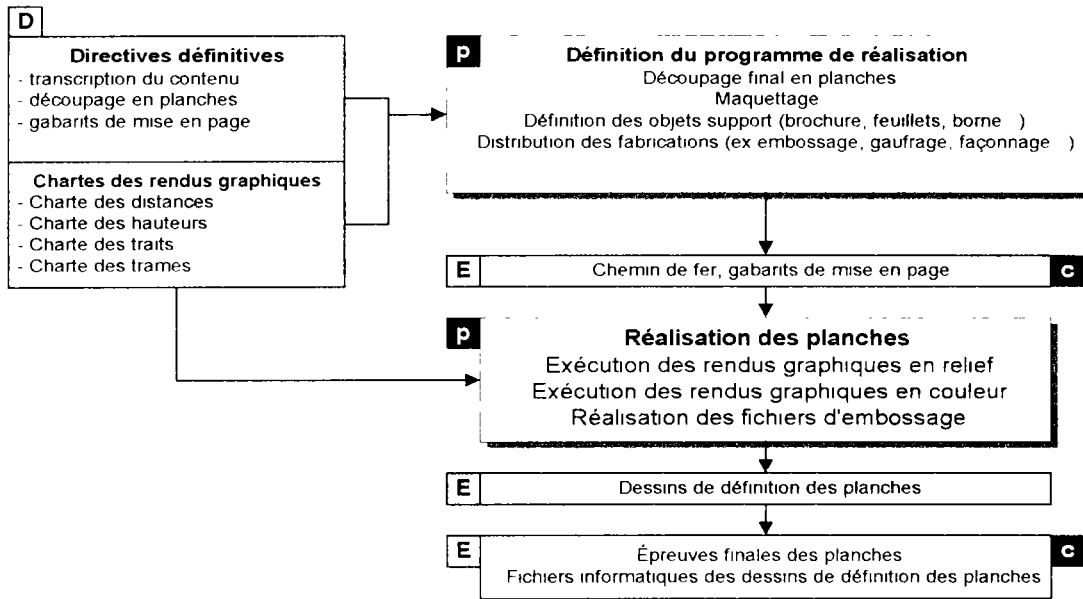 D
Directives définitives
- transcription du contenu
- découpage en planches
- gabarits de mise en page
Chartes des rendus graphiques
- Charte des distances
- Charte des hauteurs
- Charte des traits
- Charte des trames
p
Définition du programme de réalisation
Découpage final en planches
Maquettage
Définition des objets support (brochure, feuillets, borne )
Distribution des fabrications (ex embossage, gaufrage, façonnage )
E
Chemin de fer, gabarits de mise en page
c
p
Réalisation des planches
Exécution des rendus graphiques en relief
Exécution des rendus graphiques en couleur
Réalisation des fichiers d'embossage
E
Dessins de définition des planches
E
Épreuves finales des planches
Fichiers informatiques des dessins de définition des planches
c